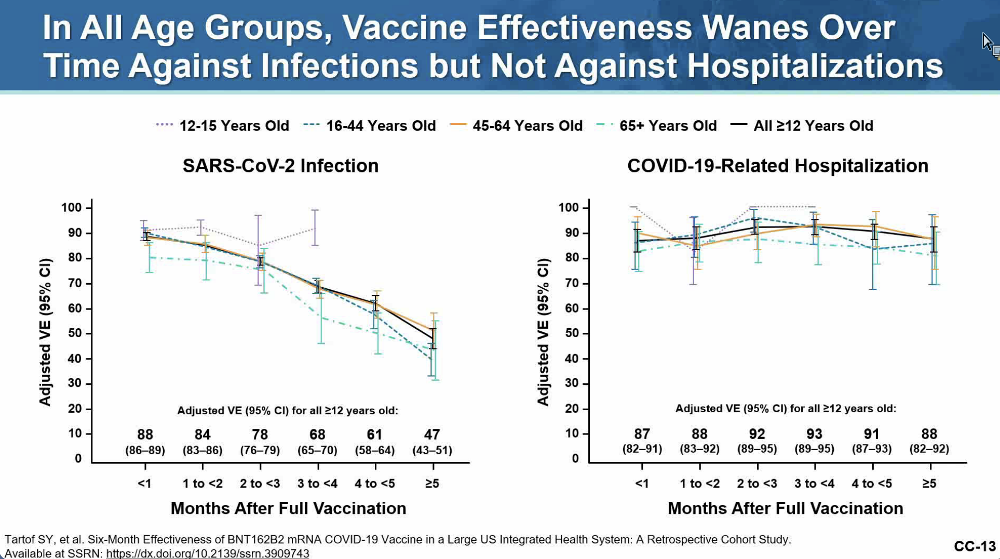 In All Age Groups, Vaccine Effectiveness Wanes Over
Time Against Infections but Not Against Hospitalizations
12-15 Years Old 16-44 Years Old 45-64 Years Old 65+ Years Old All ≥12 Years Old
SARS-CoV-2 Infection
Adjusted VE (95% CI)
100
90
80
70
60
50
40
30
20
10
0
Adjusted VE (95% CI) for all ≥12 years old:
88 84 78 68 61 47
(86–89) (83–86) (76–79) (65–70) (58–64) (43–51)
<1 1 to <2 2 to <3 3 to <4 4 to <5 ≥5
Months After Full Vaccination
COVID-19-Related Hospitalization
Adjusted VE (95% CI)
100
90
80
70
60
50
40
30
20
10
0
Adjusted VE (95% CI) for all ≥12 years old:
87 88 92 93 91 88
(82–91) (83–92) (89–95) (89–95) (87–93) (82–92)
<1 1 to <2 2 to <3 3 to <4 4 to <5 ≥5
Months After Full Vaccination
Tartof SY, et al. Six-Month Effectiveness of BNT162B2 mRNA COVID-19 Vaccine in a Large US Integrated Health System: A Retrospective Cohort Study.
Available at SSRN: https://dx.doi.org/10.2139/ssrn.3909743
CC-13